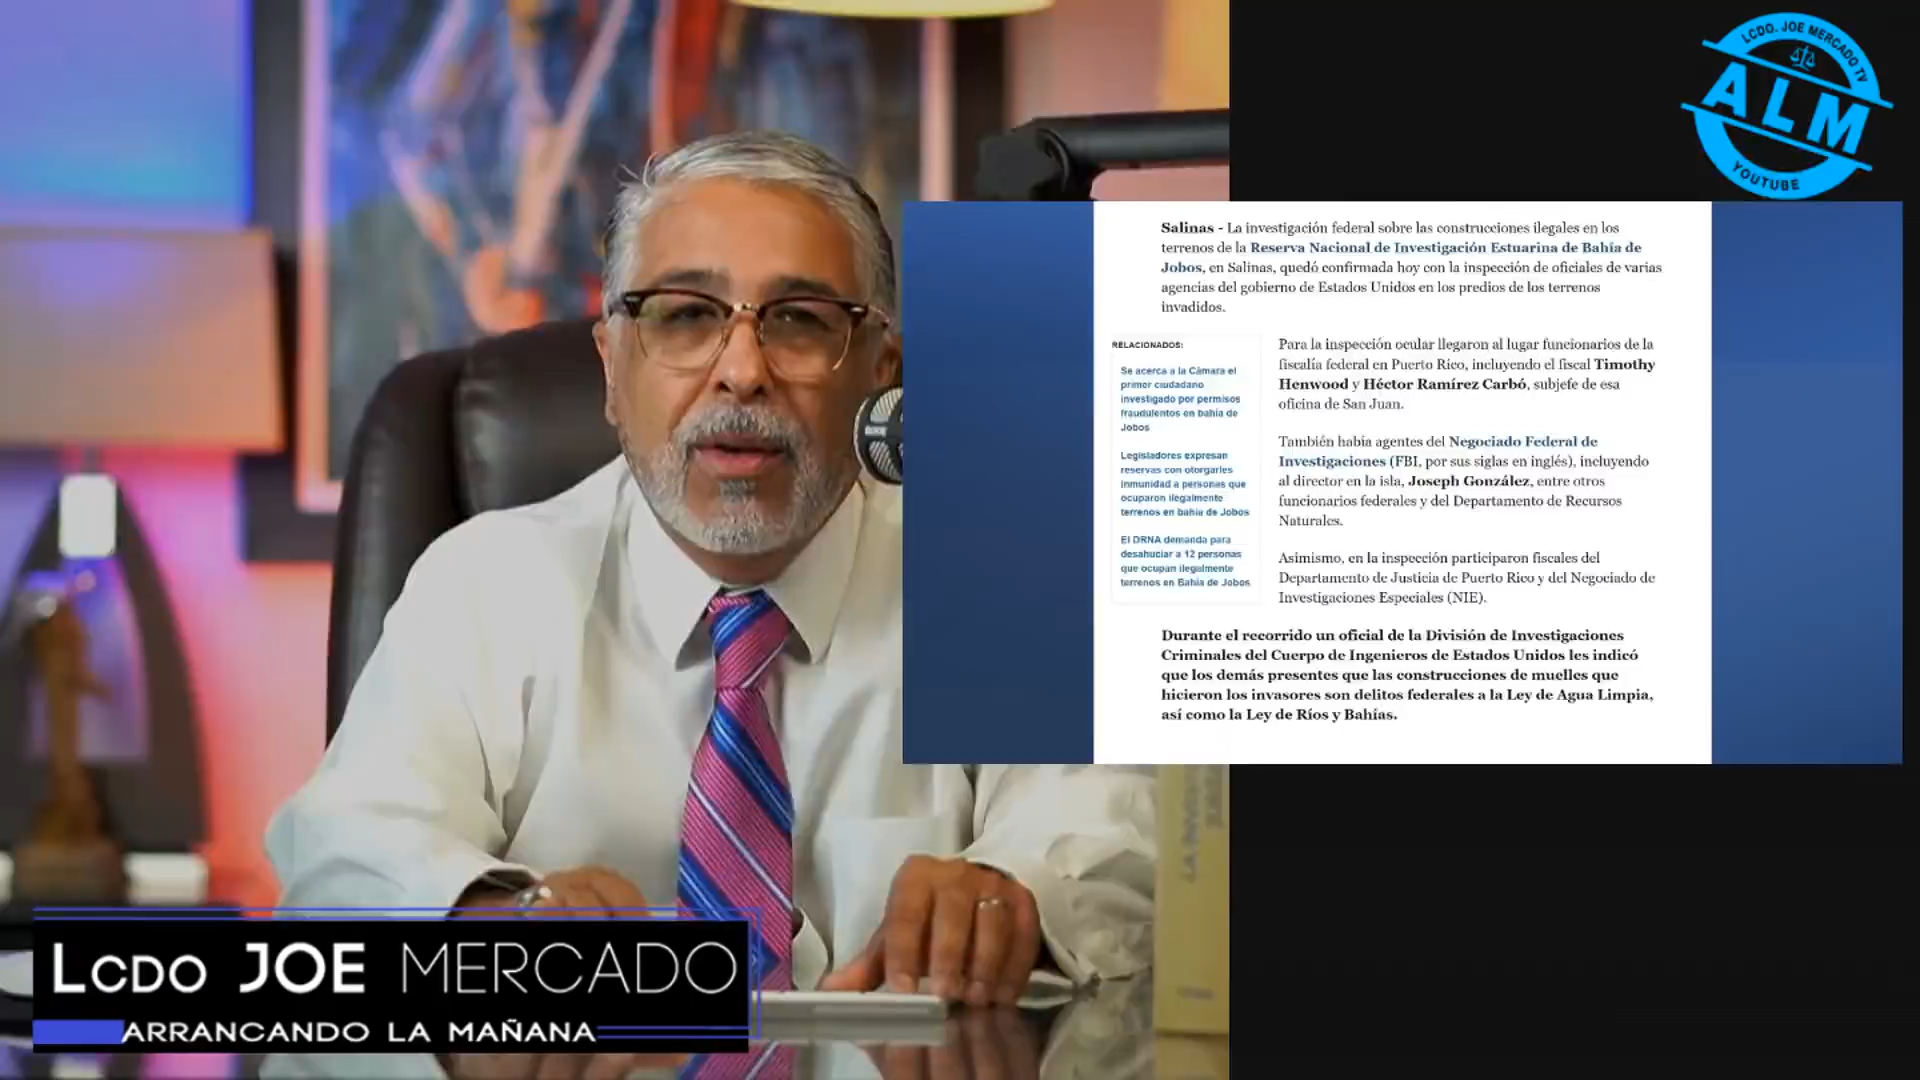 LCDO. JOE MERCADO TV
ALM
YOUTUBE
Salinas - La investigación federal sobre las construcciones ilegales en los
terrenos de la Reserva Nacional de Investigación Estuarina de Bahía de
Jobos, en Salinas, quedó confirmada hoy con la inspección de oficiales de varias
agencias del gobierno de Estados Unidos en los predios de los terrenos
invadidos.
RELACIONADOS:
Se acerca a la Cámara el
primer ciudadano
investigado por permisos
fraudulentos en bahía de
Jobos
Legisladores expresan
reservas con otorgarles
inmunidad a personas que
ocuparon ilegalmente
terrenos en bahía de Jobos
El DRNA demanda para
desahuciar a 12 personas
que ocupan ilegalmente
terrenos en Bahía de Jobos
Para la inspección ocular llegaron al lugar funcionarios de la
fiscalía federal en Puerto Rico, incluyendo el fiscal Timothy
Henwood y Héctor Ramírez Carbó, subjefe de esa
oficina de San Juan.
También había agentes del Negociado Federal de
Investigaciones (FBI, por sus siglas en inglés), incluyendo
al director en la isla, Joseph González, entre otros
funcionarios federales y del Departamento de Recursos
Naturales.
Asimismo, en la inspección participaron fiscales del
Departamento de Justicia de Puerto Rico y del Negociado de
Investigaciones Especiales (NIE).
Durante el recorrido un oficial de la División de Investigaciones
Criminales del Cuerpo de Ingenieros de Estados Unidos les indicó
que los demás presentes que las construcciones de muelles que
hicieron los invasores son delitos federales a la Ley de Agua Limpia,
así como la Ley de Ríos y Bahías.
LCDO JOE MERCADO
ARRANCANDO LA MAÑANA